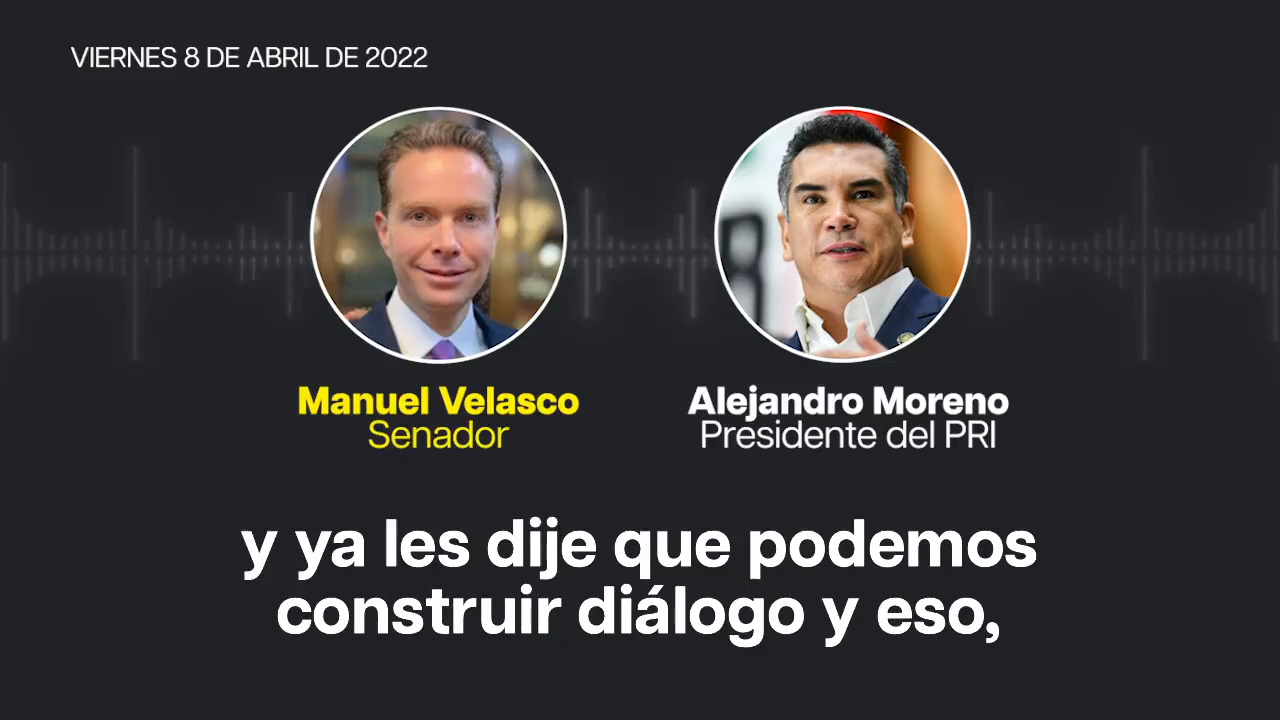 VIERNES 8 DE ABRIL DE 2022
Manuel Velasco
Senador
Alejandro Moreno
Presidente del PRI
y ya les dije que podemos
construir diálogo y eso,